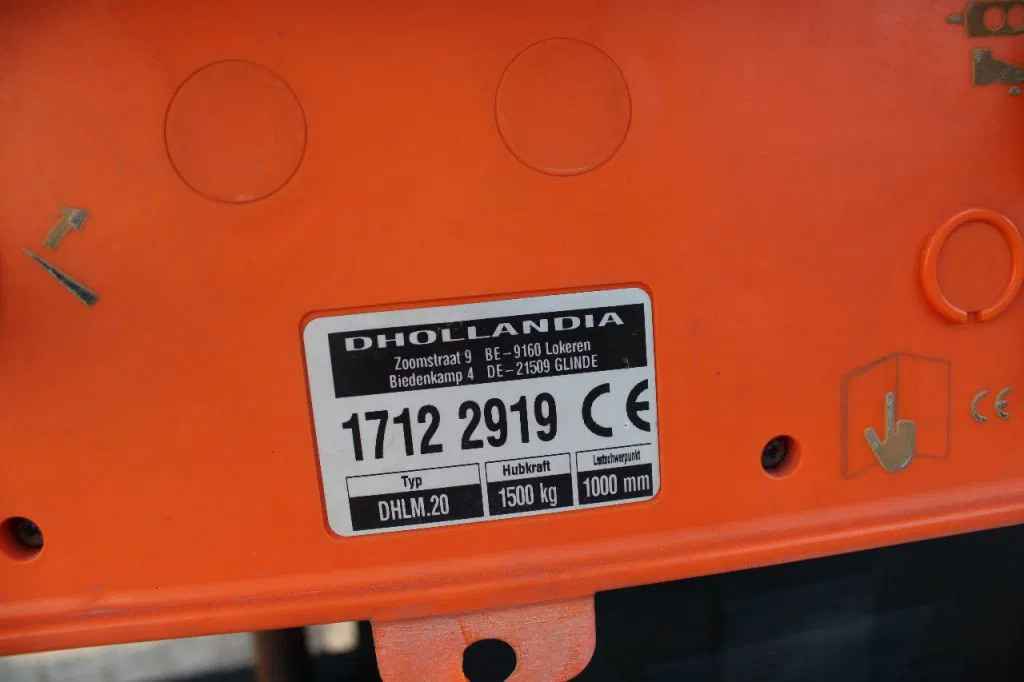 DHOLLANDIA
Zoomstraat 9 BE-9160 Lokeren
Biedenkamp 4 DE-21509 GLINDE
1712 2919 CE
Typ Hubkraft Lastschwerpunkt
DHLM.20 1500 kg 1000 mm
CE